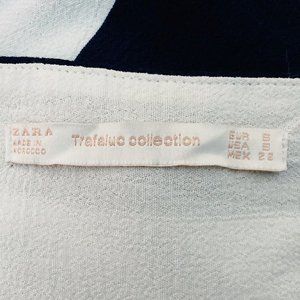 ZARA
MADE IN
MOROCCO
Trafaluc collection
EUR S
USA S
MEX 26